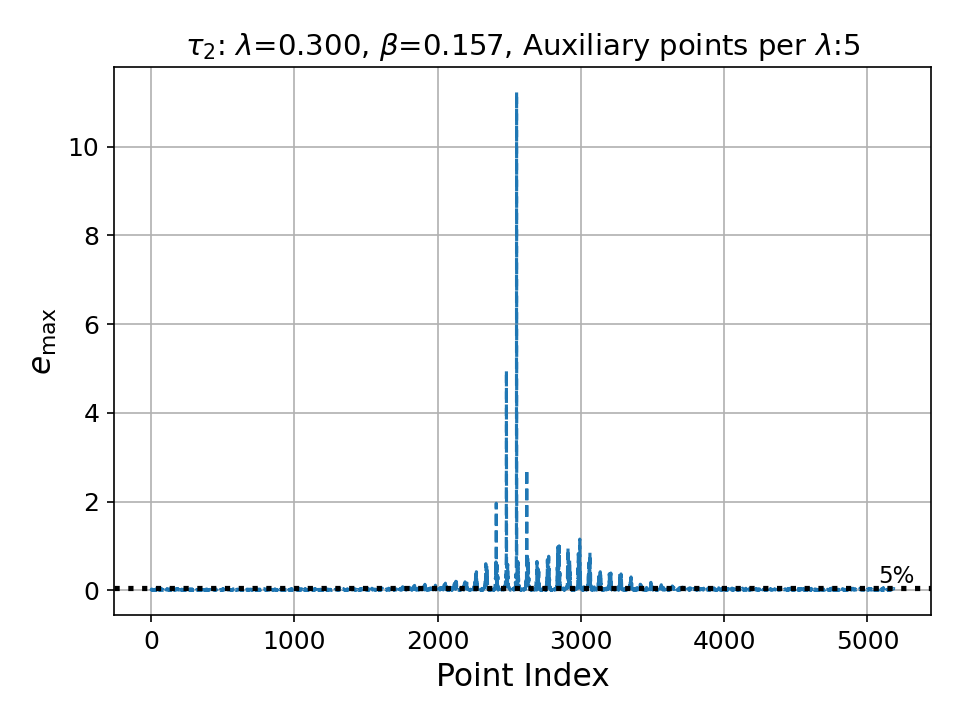 τ₂: λ=0.300, β=0.157, Auxiliary points per λ:5
10
8
6
4
2
0
e_max
5%
0 1000 2000 3000 4000 5000
Point Index